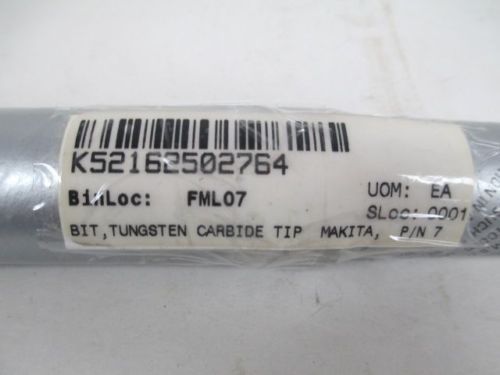 K52162502764
BinLoc: FML07
UOM: EA
SLoc: 0001
BIT,TUNGSTEN CARBIDE TIP MAKITA, P/N 7